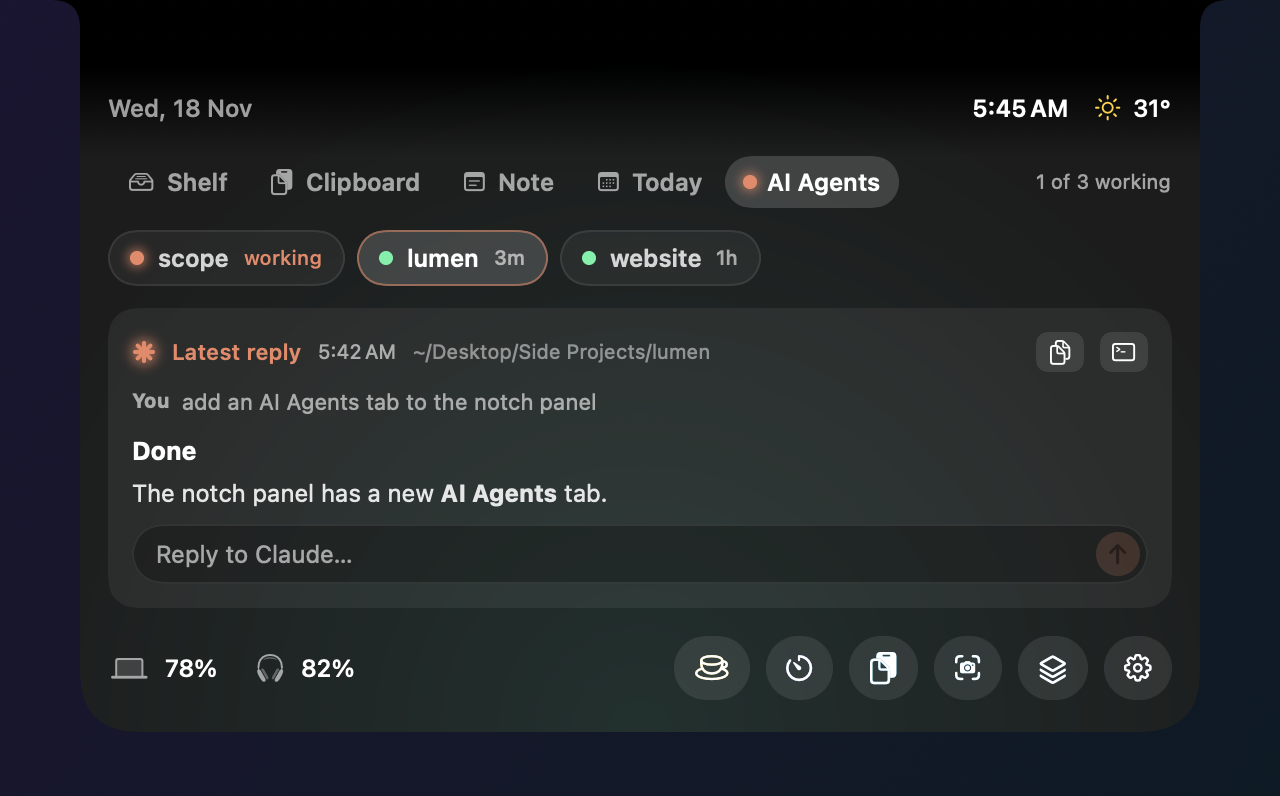 Wed, 18 Nov
5:45 AM 31°
Shelf Clipboard Note Today AI Agents 1 of 3 working
scope working lumen 3m website 1h
Latest reply 5:42 AM ~/Desktop/Side Projects/lumen
You add an AI Agents tab to the notch panel
Done
The notch panel has a new AI Agents tab.
Reply to Claude...
78% 82%